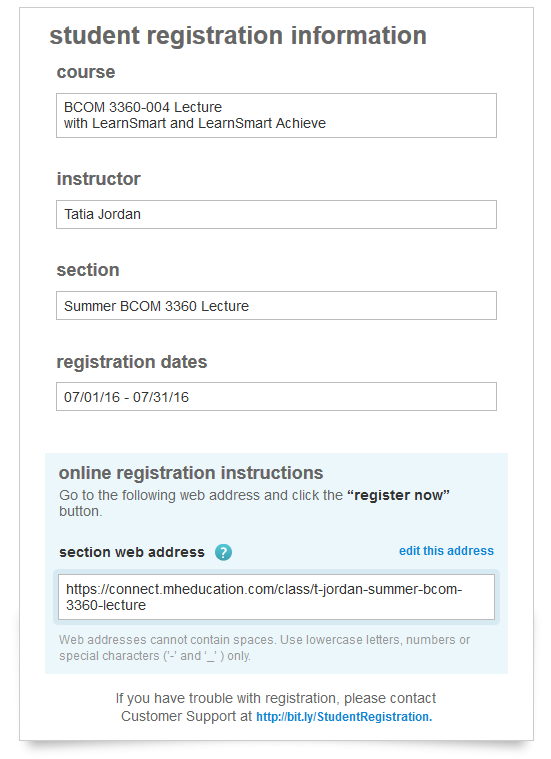 student registration information
course
BCOM 3360-004 Lecture
with LearnSmart and LearnSmart Achieve
instructor
Tatia Jordan
section
Summer BCOM 3360 Lecture
registration dates
07/01/16 - 07/31/16
online registration instructions
Go to the following web address and click the “register now”
button.
section web address ? edit this address
https://connect.mheducation.com/class/t-jordan-summer-bcom-
3360-lecture
Web addresses cannot contain spaces. Use lowercase letters, numbers or
special characters ('-' and '_' ) only.
If you have trouble with registration, please contact
Customer Support at http://bit.ly/StudentRegistration.